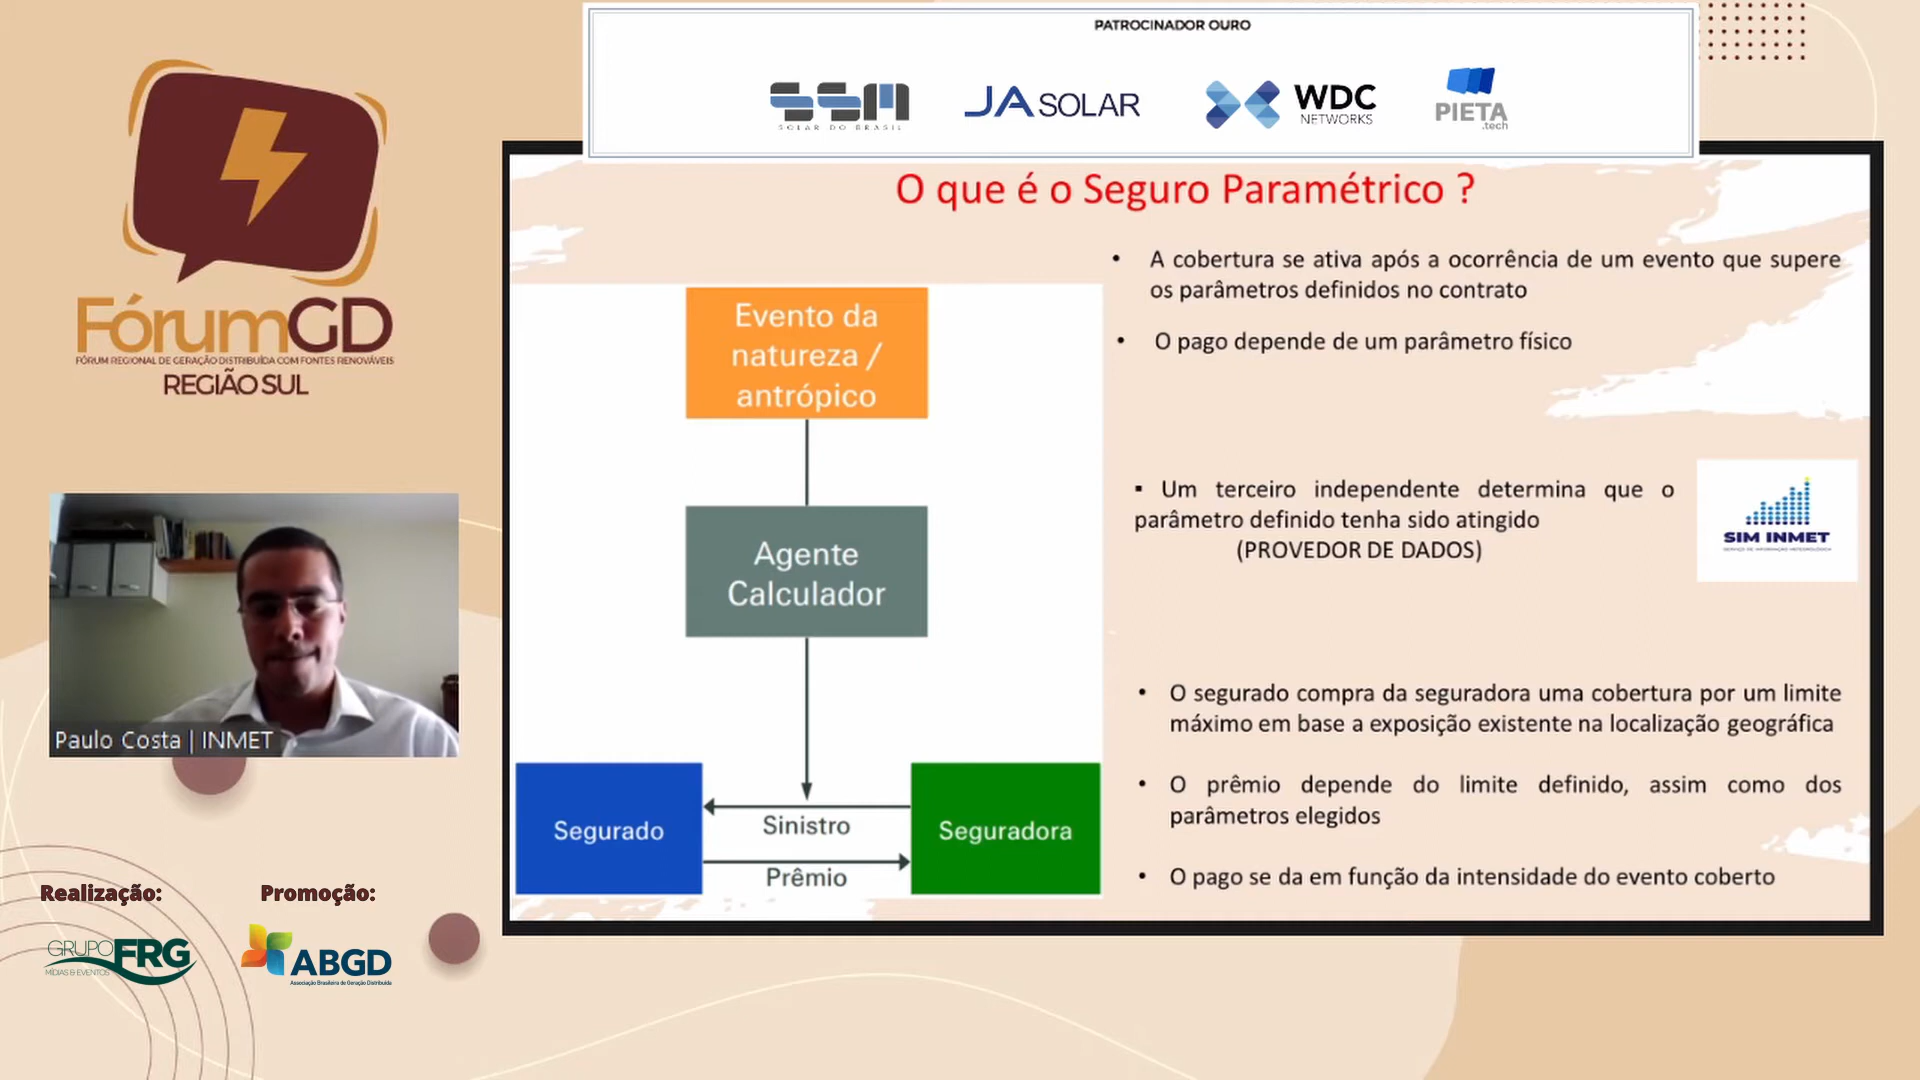 PATROCINADOR OURO
SSM
SOLAR DO BRASIL
JA SOLAR
WDC
NETWORKS
PIETA
.tech
FórumGD
FÓRUM REGIONAL DE GERAÇÃO DISTRIBUÍDA COM FONTES RENOVÁVEIS
REGIÃO SUL
O que é o Seguro Paramétrico ?
Evento da
natureza /
antrópico
Agente
Calculador
Segurado
Sinistro
Prêmio
Seguradora
• A cobertura se ativa após a ocorrência de um evento que supere
os parâmetros definidos no contrato
• O pago depende de um parâmetro físico
▪ Um terceiro independente determina que o
parâmetro definido tenha sido atingido
(PROVEDOR DE DADOS)
SIM INMET
SERVIÇO DE INFORMAÇÃO METEOROLÓGICA
• O segurado compra da seguradora uma cobertura por um limite
máximo em base a exposição existente na localização geográfica
• O prêmio depende do limite definido, assim como dos
parâmetros elegidos
• O pago se da em função da intensidade do evento coberto
Paulo Costa | INMET
Realização:
GRUPO FRG
MÍDIAS & EVENTOS
Promoção:
ABGD
Associação Brasileira de Geração Distribuída